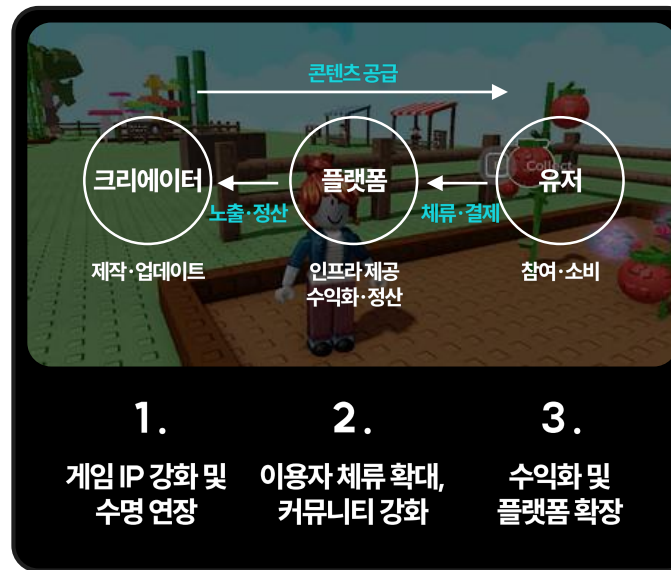 콘텐츠 공급
크리에이터
플랫폼
유저
노출·정산
체류·결제
Collect
제작·업데이트
인프라 제공
수익화·정산
참여·소비
1.
2.
3.
게임 IP 강화 및
수명 연장
이용자 체류 확대,
커뮤니티 강화
수익화 및
플랫폼 확장